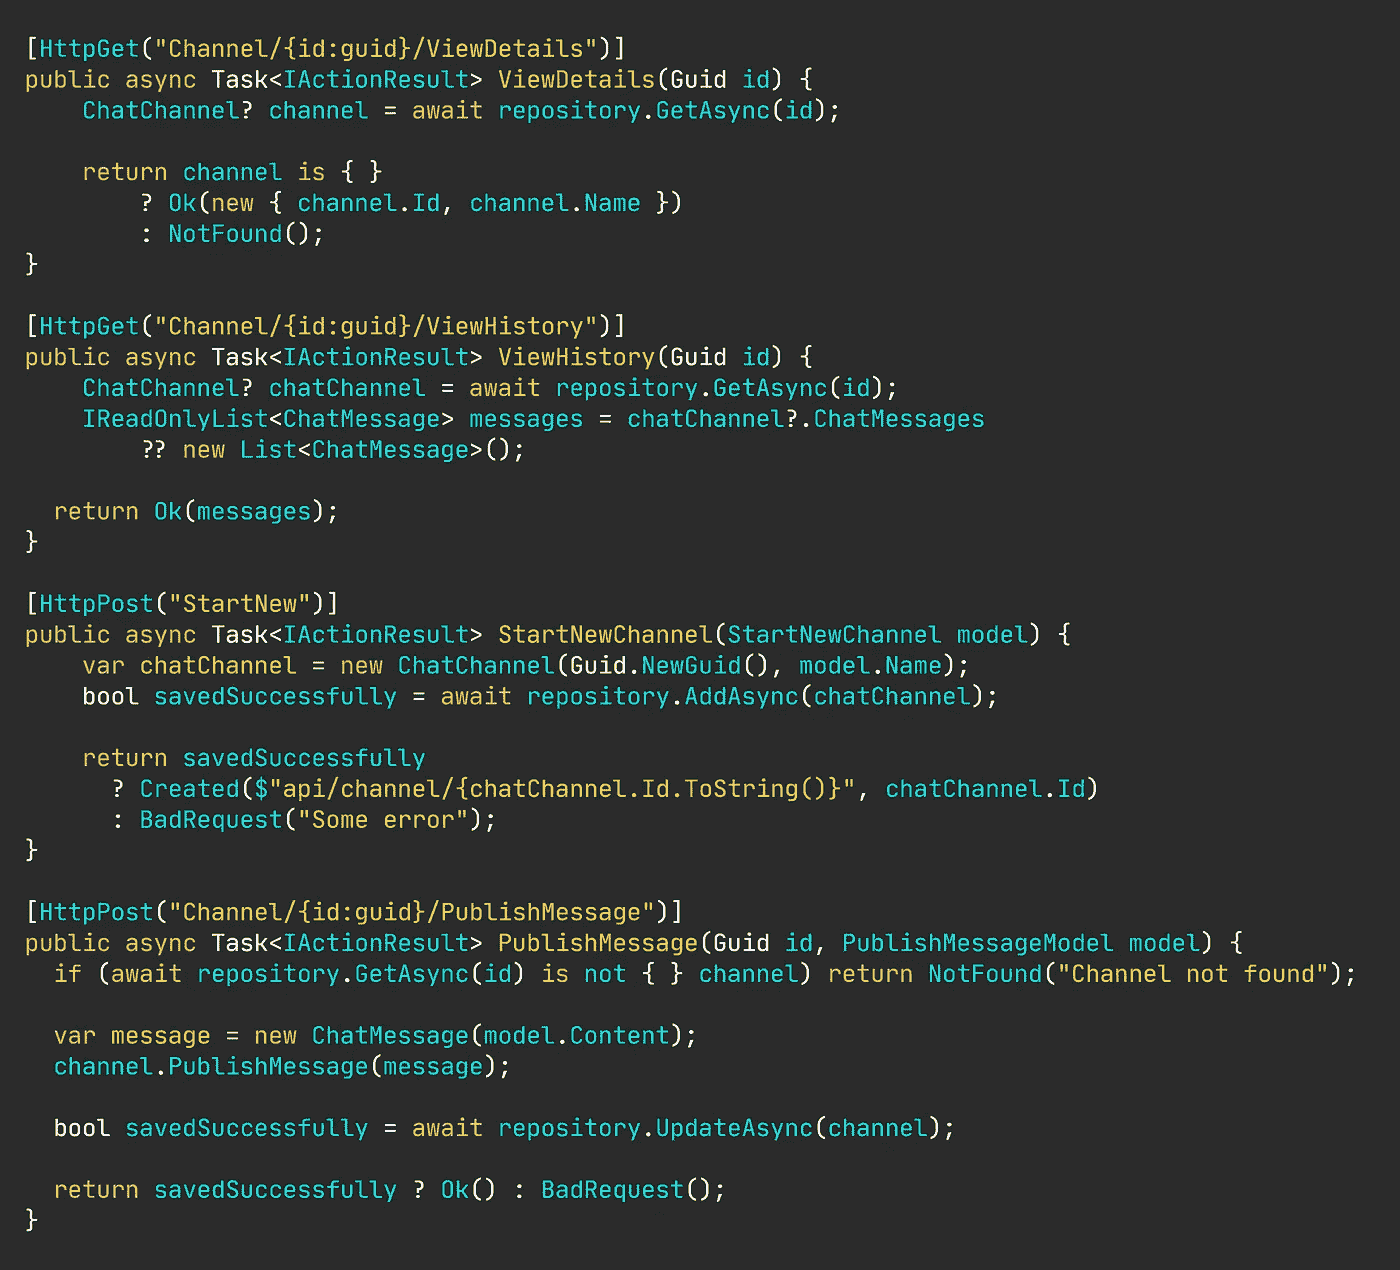 [HttpGet("Channel/{id:guid}/ViewDetails")]
public async Task<IActionResult> ViewDetails(Guid id) {
    ChatChannel? channel = await repository.GetAsync(id);

    return channel is { }
        ? Ok(new { channel.Id, channel.Name })
        : NotFound();
}

[HttpGet("Channel/{id:guid}/ViewHistory")]
public async Task<IActionResult> ViewHistory(Guid id) {
    ChatChannel? chatChannel = await repository.GetAsync(id);
    IReadOnlyList<ChatMessage> messages = chatChannel?.ChatMessages
        ?? new List<ChatMessage>();

  return Ok(messages);
}

[HttpPost("StartNew")]
public async Task<IActionResult> StartNewChannel(StartNewChannel model) {
    var chatChannel = new ChatChannel(Guid.NewGuid(), model.Name);
    bool savedSuccessfully = await repository.AddAsync(chatChannel);

    return savedSuccessfully
      ? Created($"api/channel/{chatChannel.Id.ToString()}", chatChannel.Id)
      : BadRequest("Some error");
}

[HttpPost("Channel/{id:guid}/PublishMessage")]
public async Task<IActionResult> PublishMessage(Guid id, PublishMessageModel model) {
  if (await repository.GetAsync(id) is not { } channel) return NotFound("Channel not found");

  var message = new ChatMessage(model.Content);
  channel.PublishMessage(message);

  bool savedSuccessfully = await repository.UpdateAsync(channel);

  return savedSuccessfully ? Ok() : BadRequest();
}